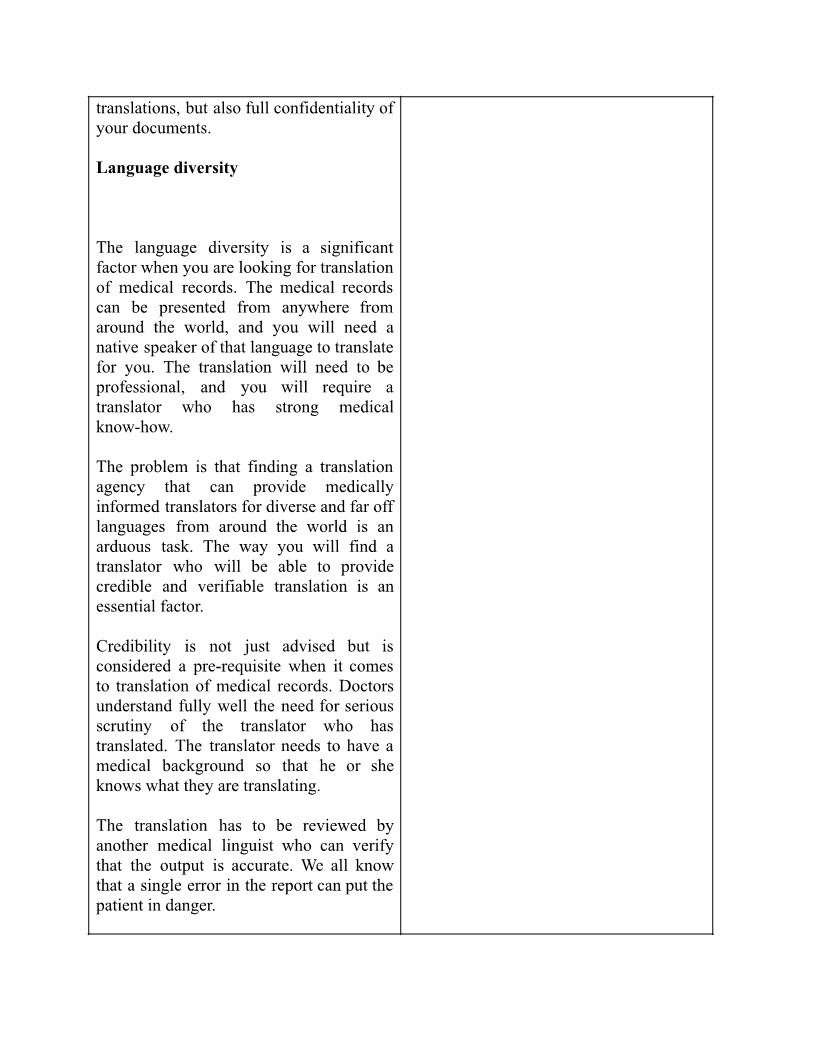 translations, but also full confidentiality of
your documents.
Language diversity
The language diversity is a significant
factor when you are looking for translation
of medical records. The medical records
can be presented from anywhere from
around the world, and you will need a
native speaker of that language to translate
for you. The translation will need to be
professional, and you will require a
translator who has strong medical
know-how.
The problem is that finding a translation
agency that can provide medically
informed translators for diverse and far off
languages from around the world is an
arduous task. The way you will find a
translator who will be able to provide
credible and verifiable translation is an
essential factor.
Credibility is not just advised but is
considered a pre-requisite when it comes
to translation of medical records. Doctors
understand fully well the need for serious
scrutiny of the translator who has
translated. The translator needs to have a
medical background so that he or she
knows what they are translating.
The translation has to be reviewed by
another medical linguist who can verify
that the output is accurate. We all know
that a single error in the report can put the
patient in danger.